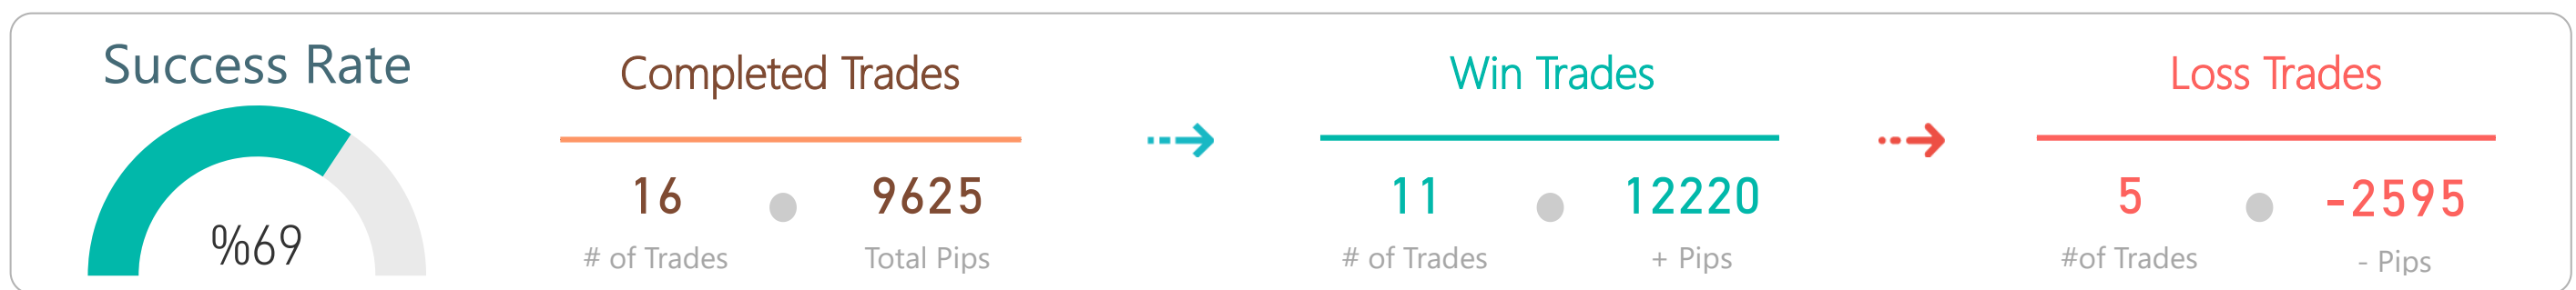 Success Rate
%69
Completed Trades
16 9625
# of Trades Total Pips
Win Trades
11 12220
# of Trades + Pips
Loss Trades
5 -2595
#of Trades - Pips